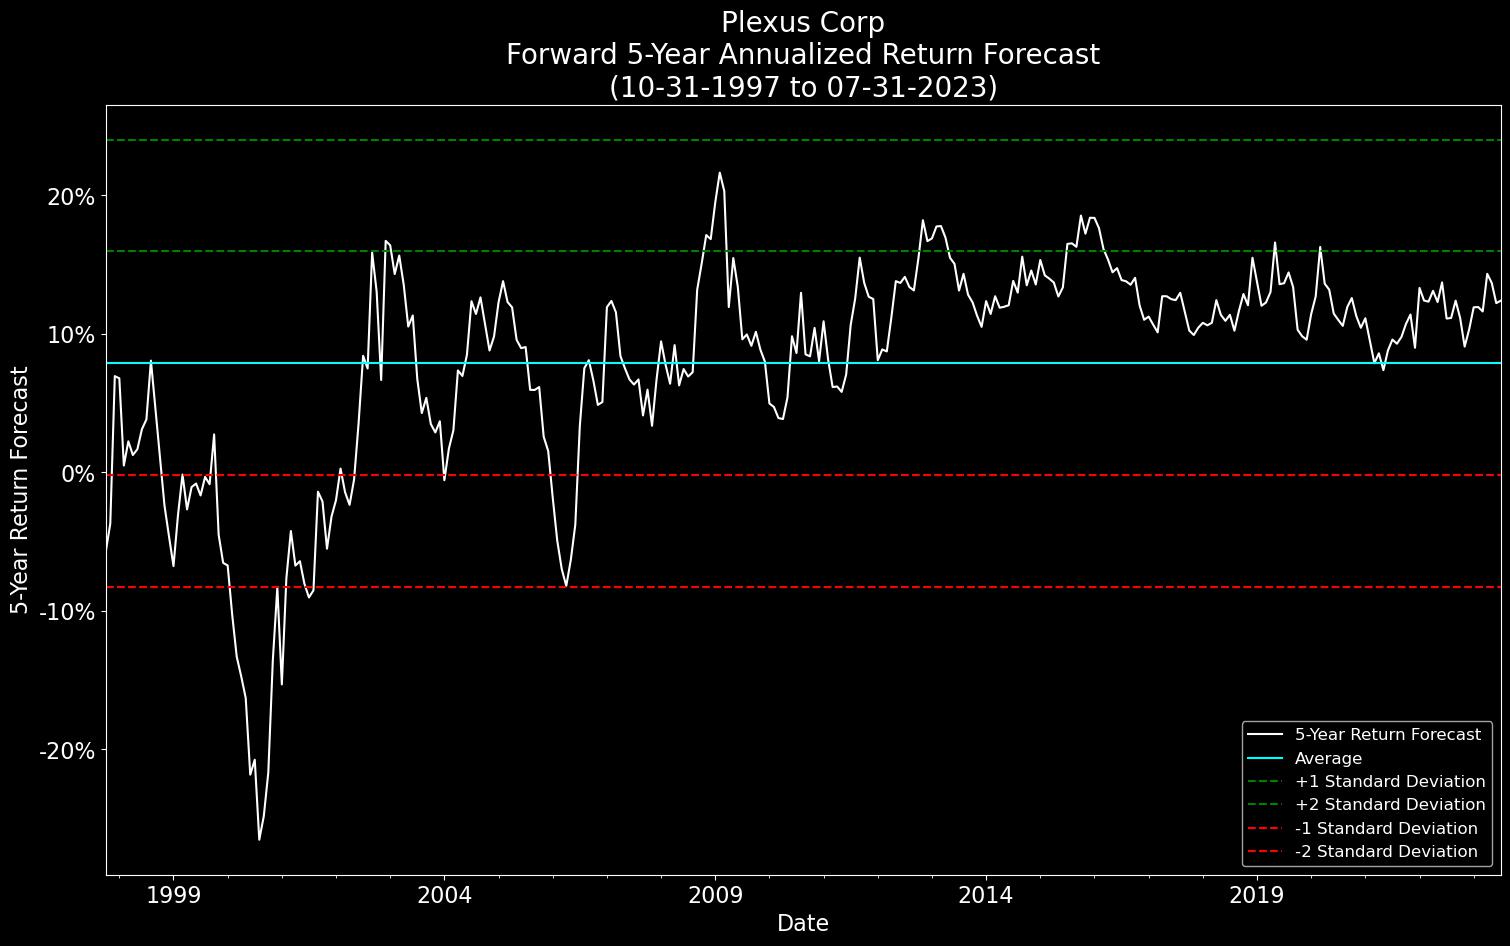 Plexus Corp
Forward 5-Year Annualized Return Forecast
(10-31-1997 to 07-31-2023)
5-Year Return Forecast
20%
10%
0%
-10%
-20%
1999
2004
2009
2014
2019
Date
5-Year Return Forecast
Average
+1 Standard Deviation
+2 Standard Deviation
-1 Standard Deviation
-2 Standard Deviation